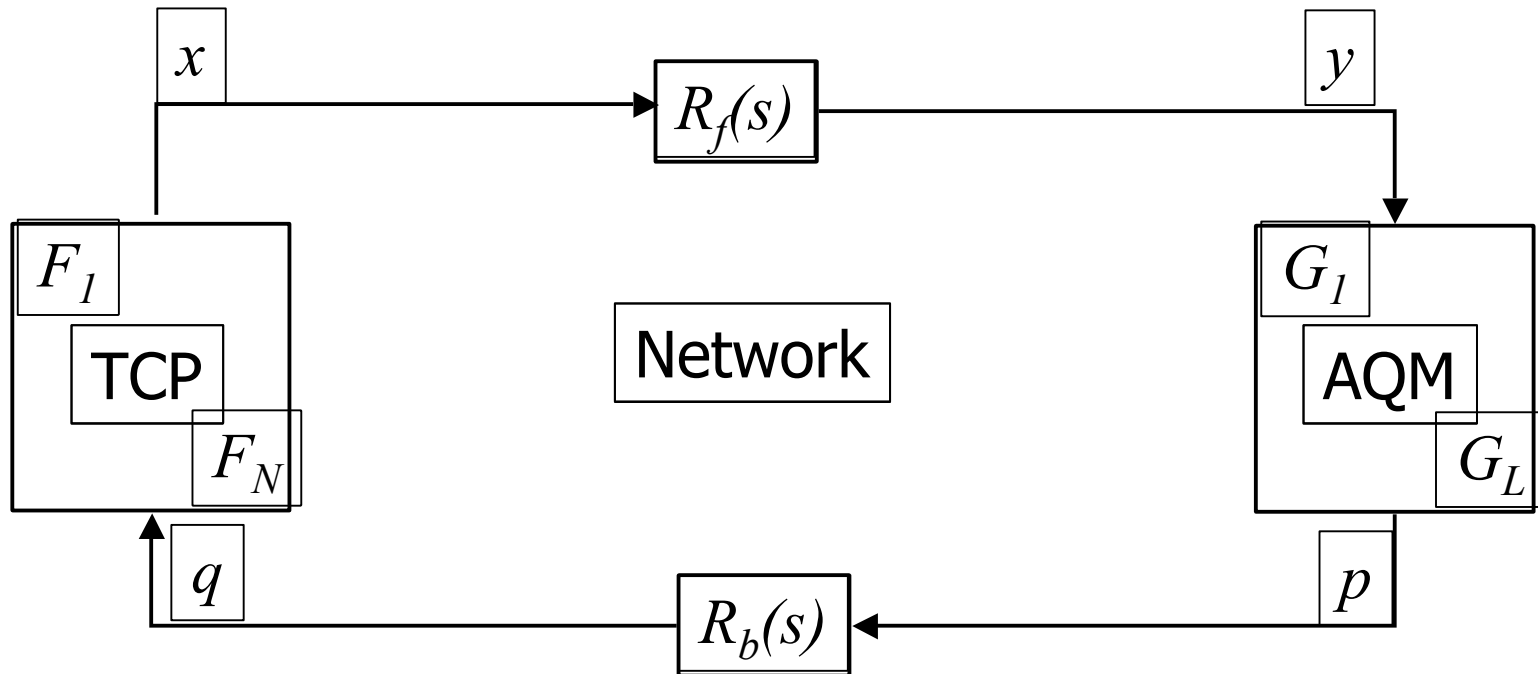 x
R_f(s)
y
F_1
TCP
F_N
Network
G_1
AQM
G_L
q
R_b(s)
p